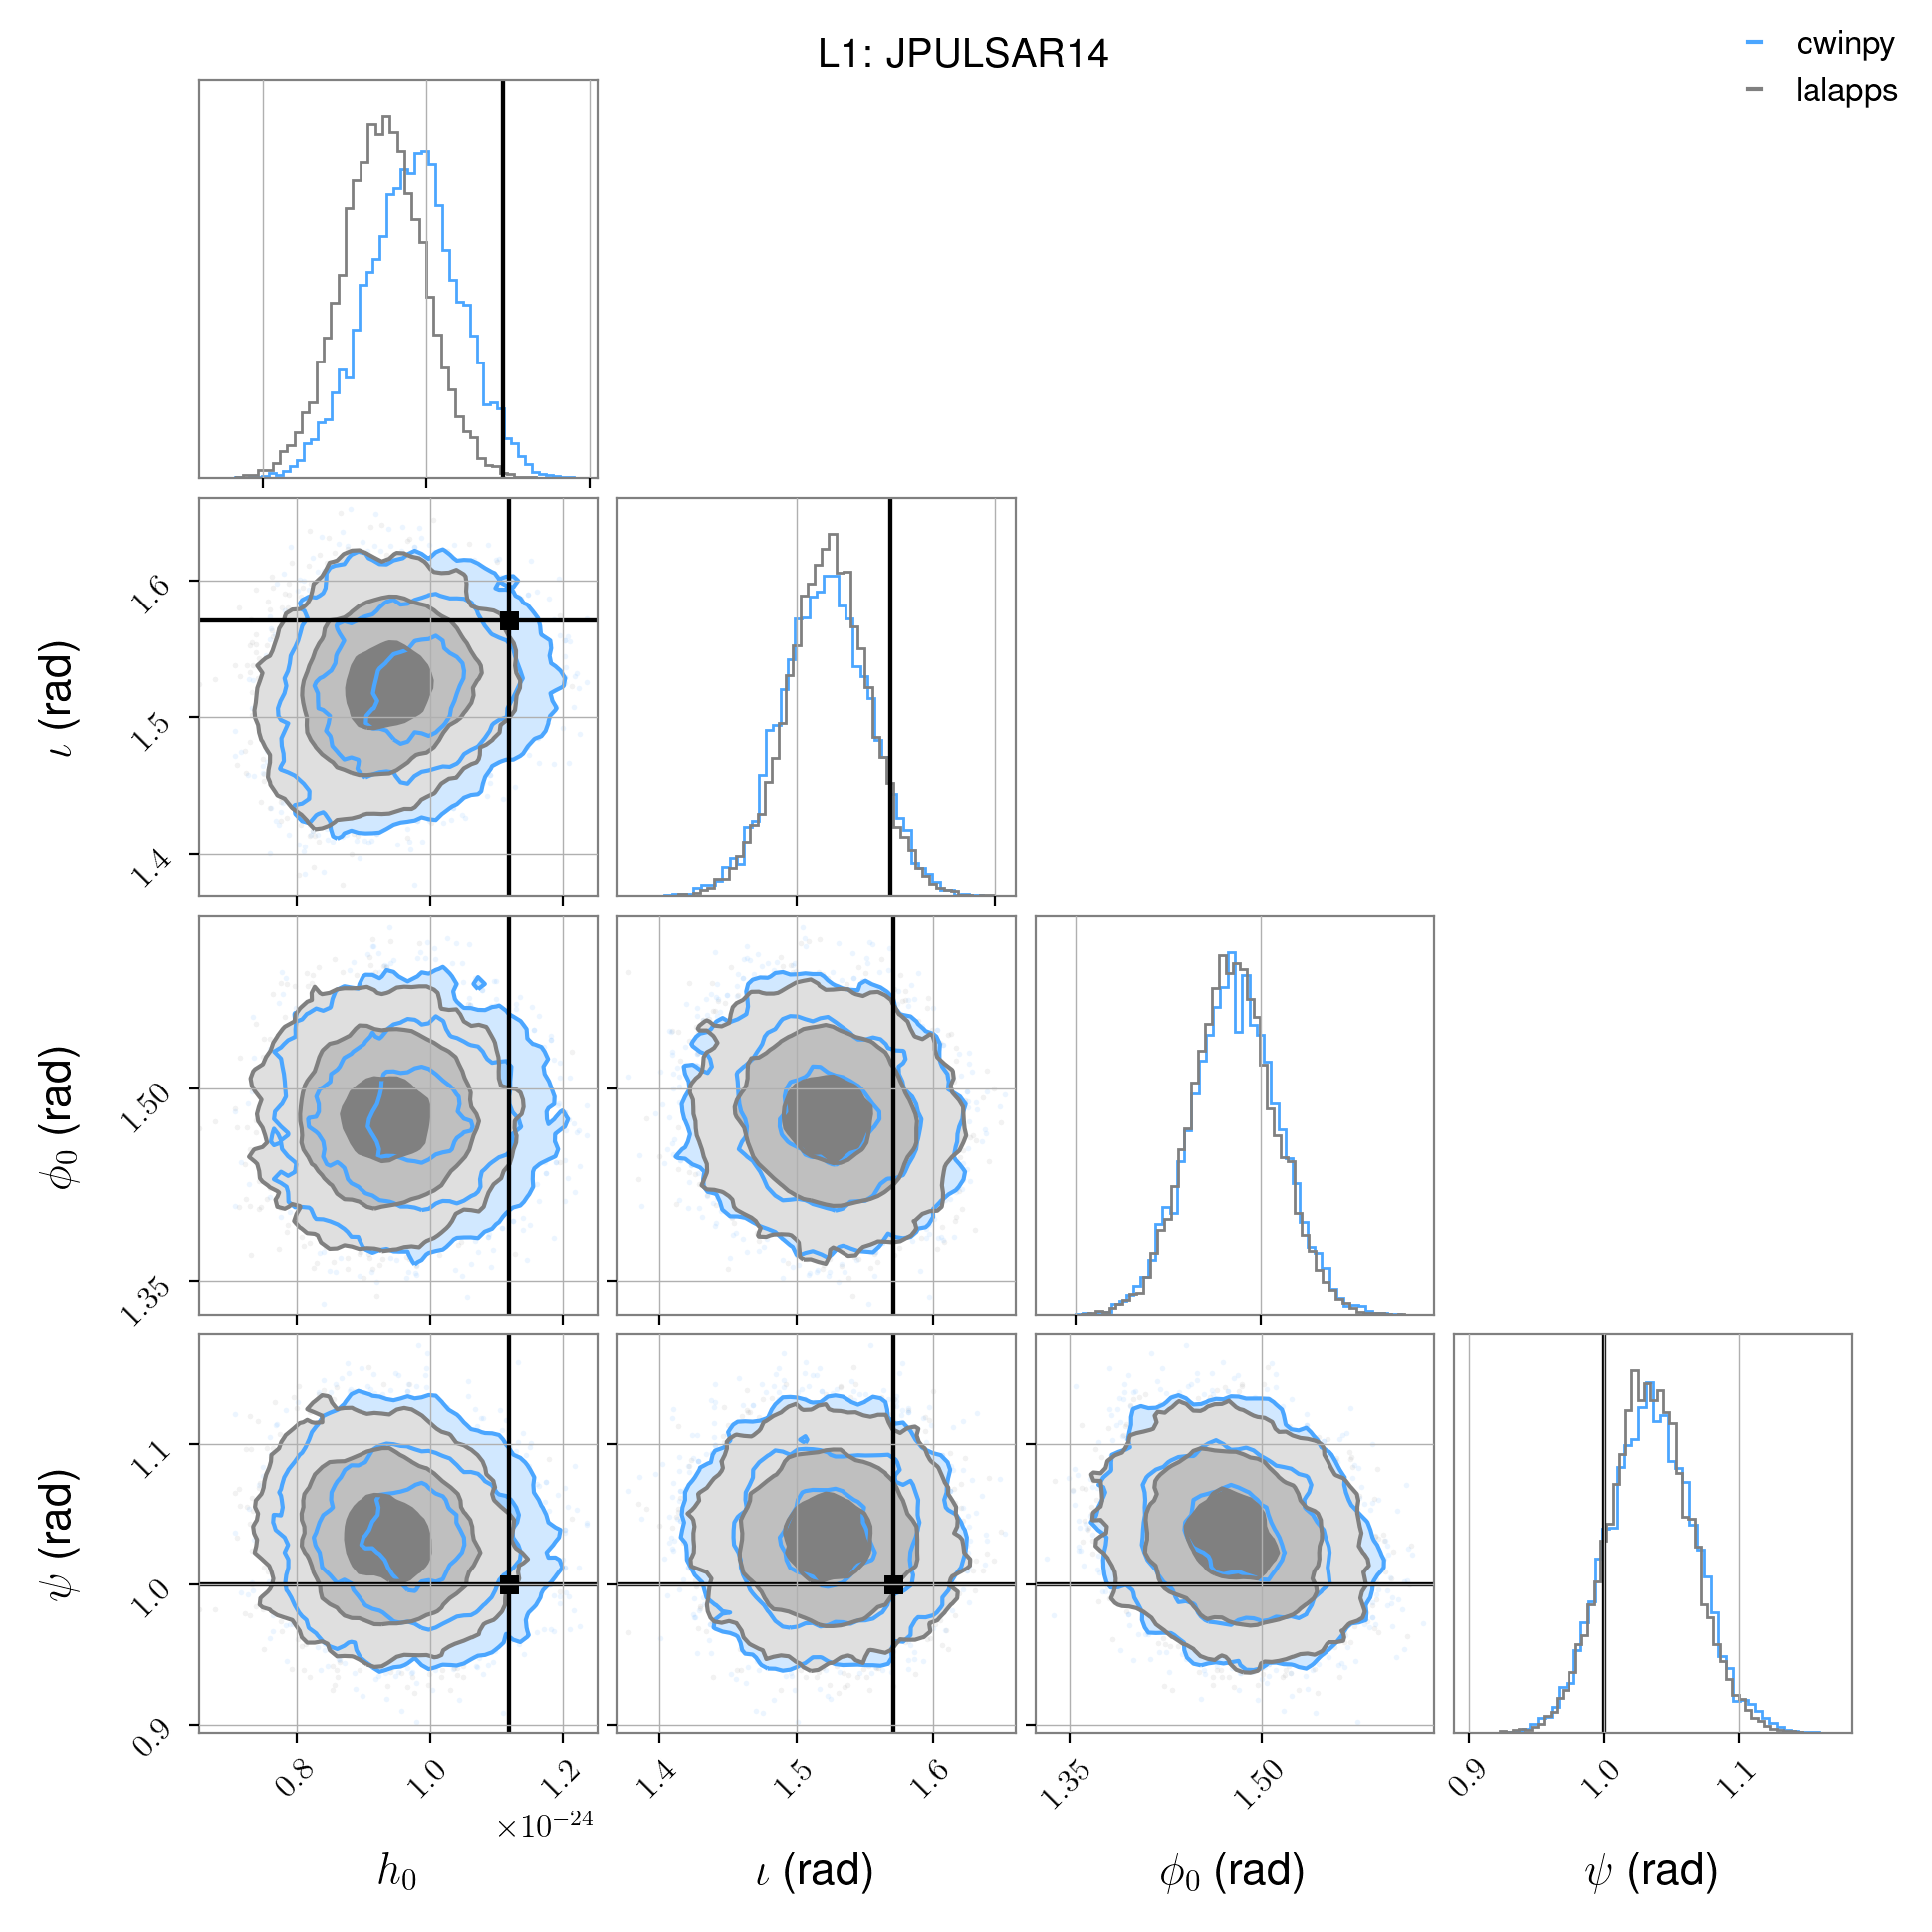 L1: JPULSAR14
cwinpy
lalapps
ι (rad)
1.6
1.5
1.4
ϕ₀ (rad)
1.50
1.35
ψ (rad)
1.1
1.0
0.9
0.8 1.0 1.2
×10⁻²⁴
h₀
1.4 1.5 1.6
ι (rad)
1.35 1.50
ϕ₀ (rad)
0.9 1.0 1.1
ψ (rad)